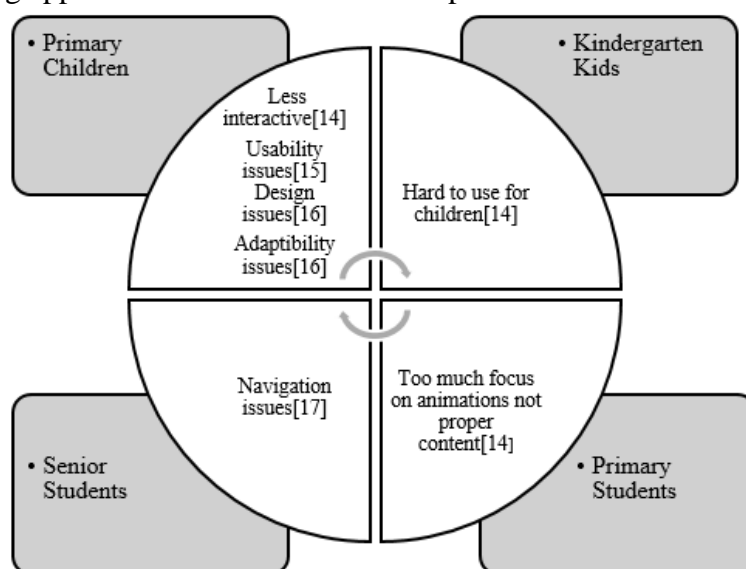 • Primary
Children
Less
interactive[14]
Usability
issues[15]
Design
issues[16]
Adaptibility
issues[16]
• Kindergarten
Kids
Hard to use for
children[14]
Navigation
issues[17]
• Senior
Students
Too much focus
on animations not
proper
content[14]
• Primary
Students